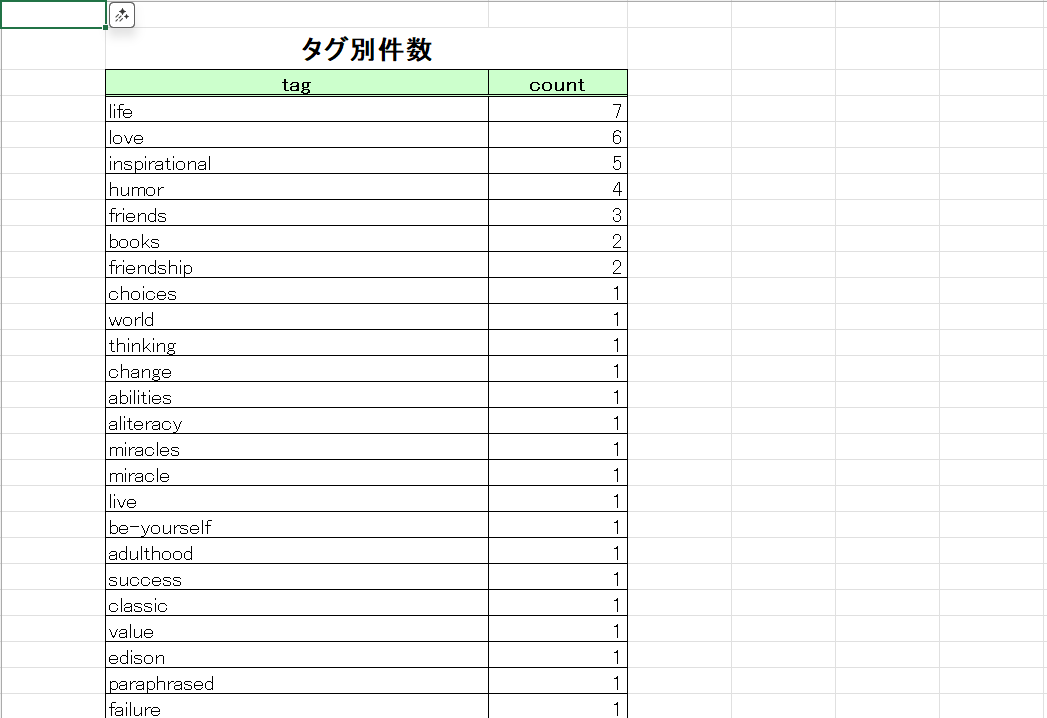 タグ別件数
tag count
life 7
love 6
inspirational 5
humor 4
friends 3
books 2
friendship 2
choices 1
world 1
thinking 1
change 1
abilities 1
aliteracy 1
miracles 1
miracle 1
live 1
be-yourself 1
adulthood 1
success 1
classic 1
value 1
edison 1
paraphrased 1
failure 1